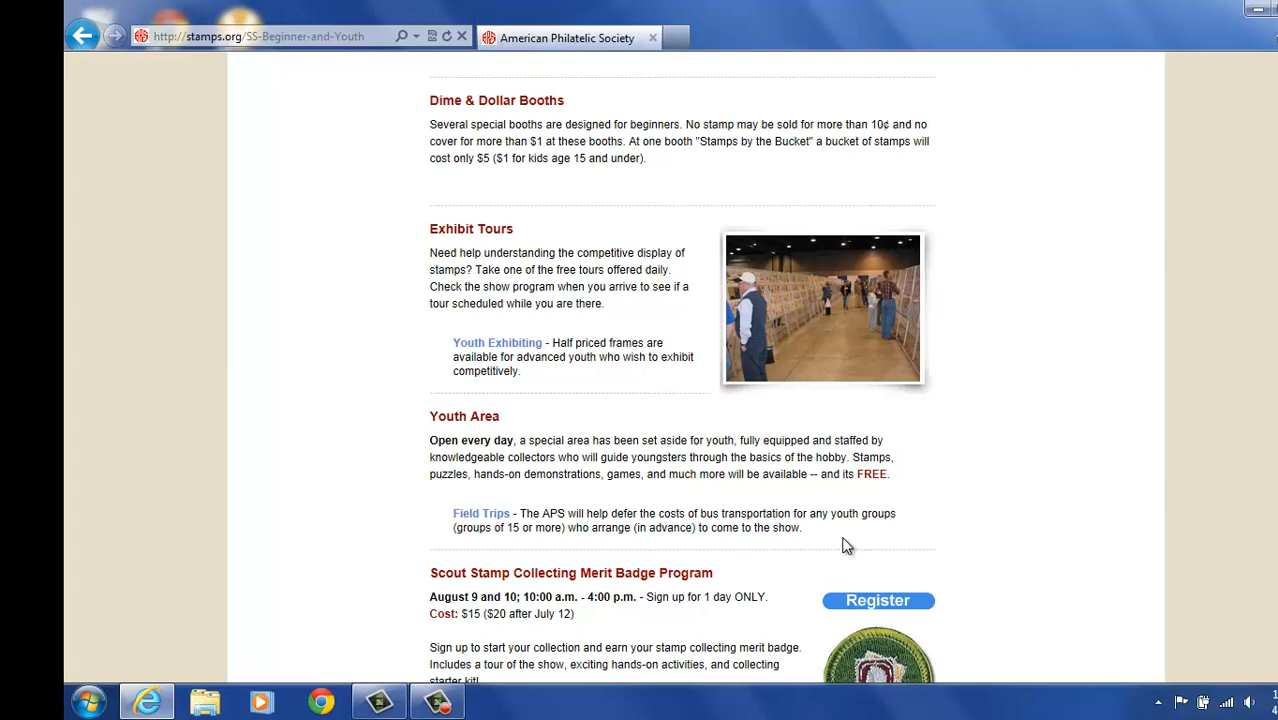 http://stamps.org/SS-Beginner-and-Youth
American Philatelic Society
Dime & Dollar Booths
Several special booths are designed for beginners. No stamp may be sold for more than 10¢ and no
cover for more than $1 at these booths. At one booth "Stamps by the Bucket" a bucket of stamps will
cost only $5 ($1 for kids age 15 and under).
Exhibit Tours
Need help understanding the competitive display of
stamps? Take one of the free tours offered daily.
Check the show program when you arrive to see if a
tour scheduled while you are there.
Youth Exhibiting - Half priced frames are
available for advanced youth who wish to exhibit
competitively.
Youth Area
Open every day, a special area has been set aside for youth, fully equipped and staffed by
knowledgeable collectors who will guide youngsters through the basics of the hobby. Stamps,
puzzles, hands-on demonstrations, games, and much more will be available -- and its FREE.
Field Trips - The APS will help defer the costs of bus transportation for any youth groups
(groups of 15 or more) who arrange (in advance) to come to the show.
Scout Stamp Collecting Merit Badge Program
August 9 and 10; 10:00 a.m. - 4:00 p.m. - Sign up for 1 day ONLY.
Register
Cost: $15 ($20 after July 12)
Sign up to start your collection and earn your stamp collecting merit badge.
Includes a tour of the show, exciting hands-on activities, and collecting
starter kit!